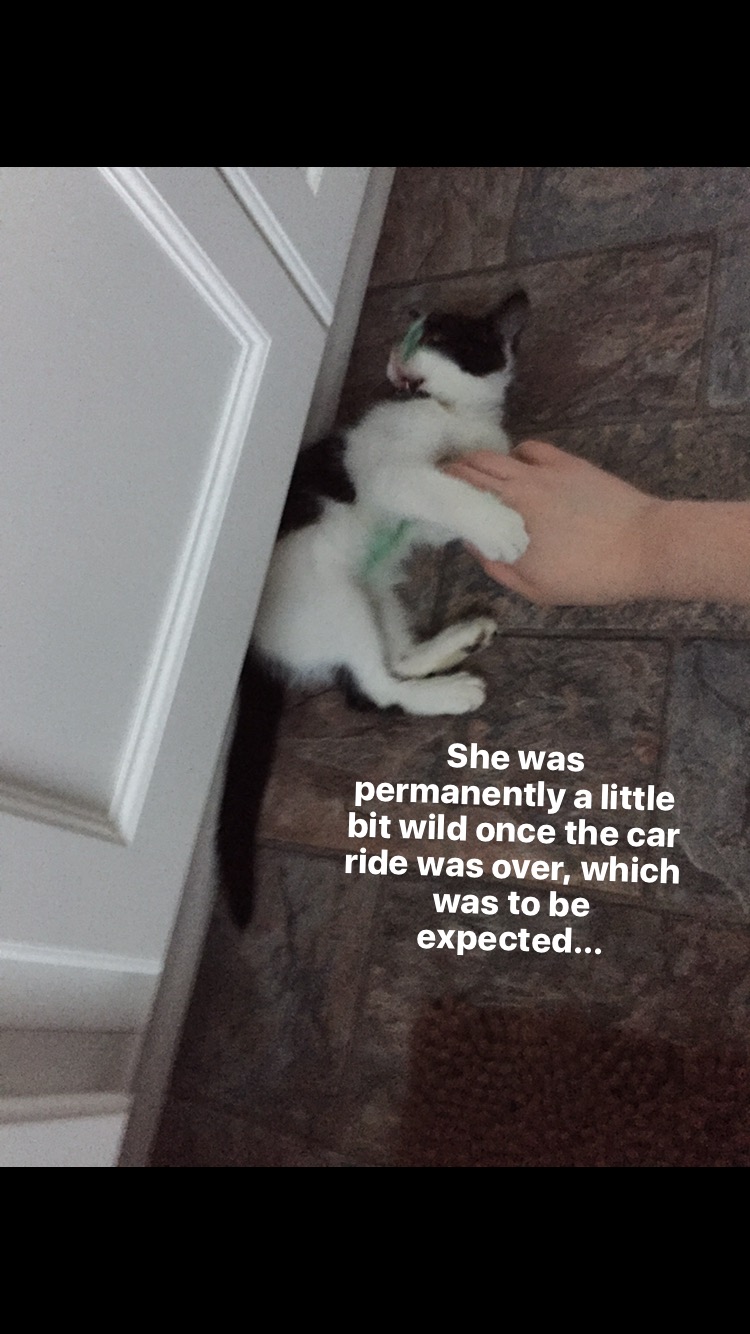 She was
permanently a little
bit wild once the car
ride was over, which
was to be
expected...